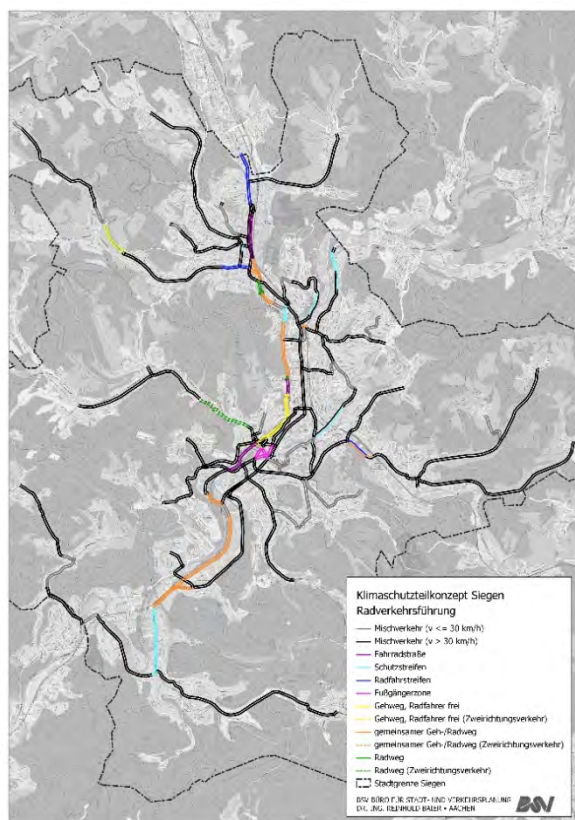 Klimaschutzteilkonzept Siegen
Radverkehrsführung
Mischverkehr (v <= 30 km/h)
Mischverkehr (v > 30 km/h)
Fahrradstraße
Schutzstreifen
Radfahrstreifen
Fußgängerzone
Gehweg, Radfahrer frei
Gehweg, Radfahrer frei (Zweirichtungsverkehr)
gemeinsamer Geh-/Radweg
gemeinsamer Geh-/Radweg (Zweirichtungsverkehr)
Radweg
Radweg (Zweirichtungsverkehr)
Stadtgrenze Siegen
BSV BÜRO FÜR STADT- UND VERKEHRSPLANUNG
DR. ING. REINHOLD BAIER • AACHEN
BSV